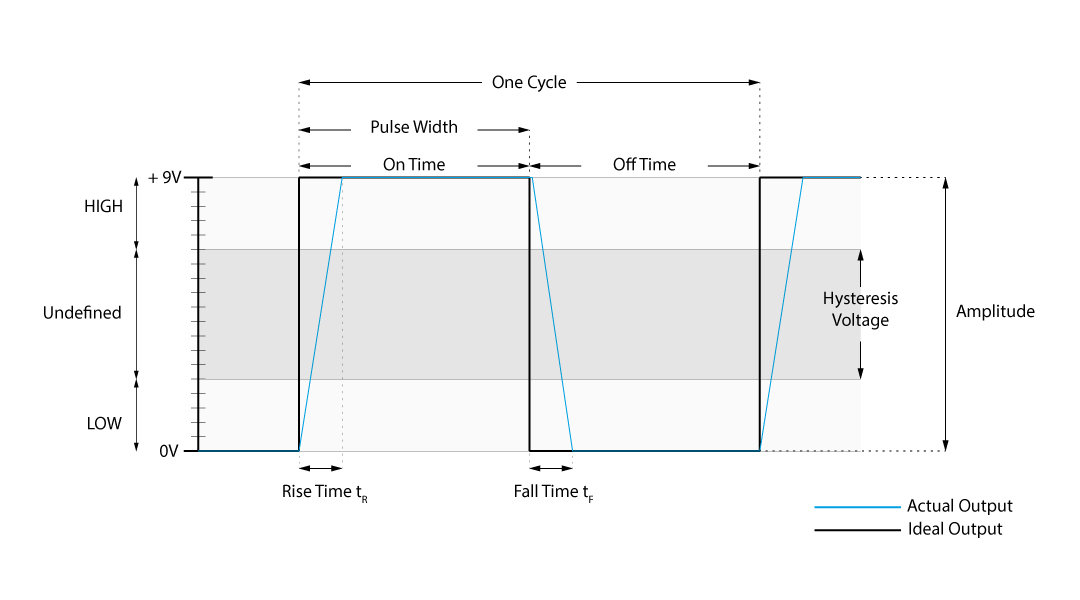 One Cycle
Pulse Width
On Time
Off Time
+ 9V
HIGH
Undefined
Hysteresis
Voltage
Amplitude
LOW
0V
Rise Time tR
Fall Time tF
Actual Output
Ideal Output